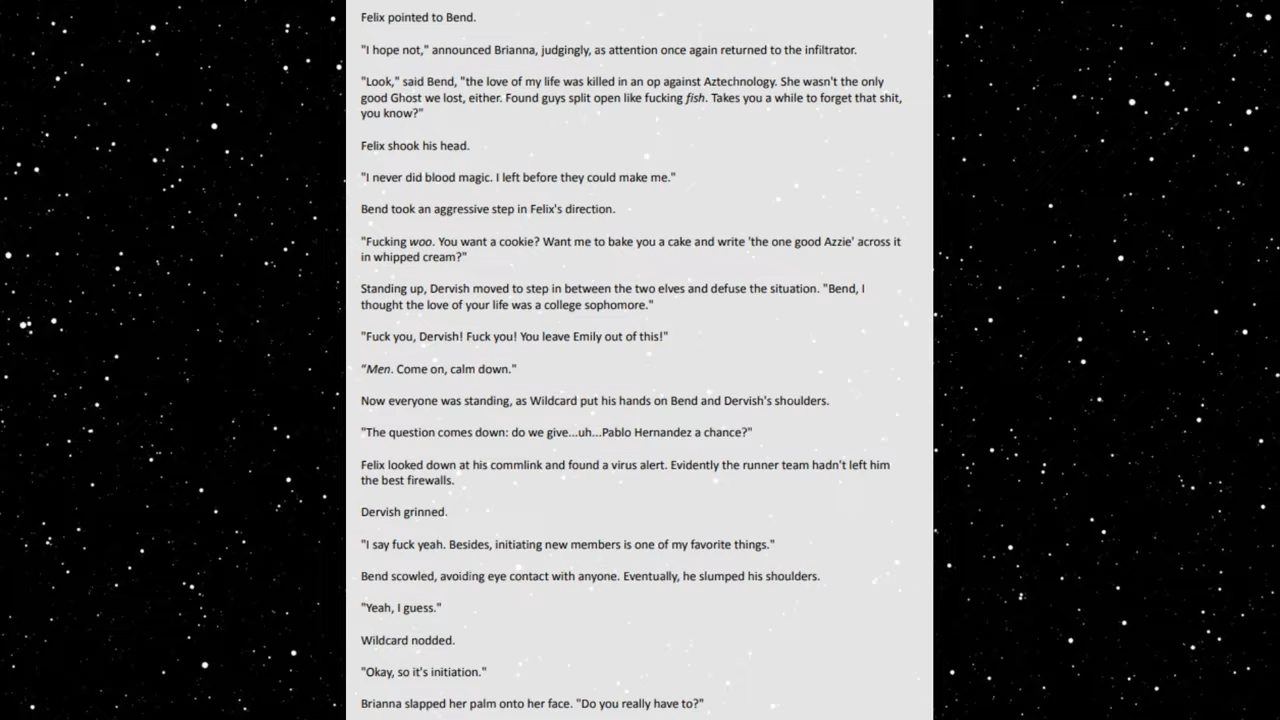 Felix pointed to Bend.
"I hope not," announced Brianna, judgingly, as attention once again returned to the infiltrator.
"Look," said Bend, "the love of my life was killed in an op against Aztechnology. She wasn't the only
good Ghost we lost, either. Found guys split open like fucking fish. Takes you a while to forget that shit,
you know?"
Felix shook his head.
"I never did blood magic. I left before they could make me."
Bend took an aggressive step in Felix's direction.
"Fucking woo. You want a cookie? Want me to bake you a cake and write 'the one good Azzie' across it
in whipped cream?"
Standing up, Dervish moved to step in between the two elves and defuse the situation. "Bend, I
thought the love of your life was a college sophomore."
"Fuck you, Dervish! Fuck you! You leave Emily out of this!"
"Men. Come on, calm down."
Now everyone was standing, as Wildcard put his hands on Bend and Dervish's shoulders.
"The question comes down: do we give...uh...Pablo Hernandez a chance?"
Felix looked down at his commlink and found a virus alert. Evidently the runner team hadn't left him
the best firewalls.
Dervish grinned.
"I say fuck yeah. Besides, initiating new members is one of my favorite things."
Bend scowled, avoiding eye contact with anyone. Eventually, he slumped his shoulders.
"Yeah, I guess."
Wildcard nodded.
"Okay, so it's initiation."
Brianna slapped her palm onto her face. "Do you really have to?"